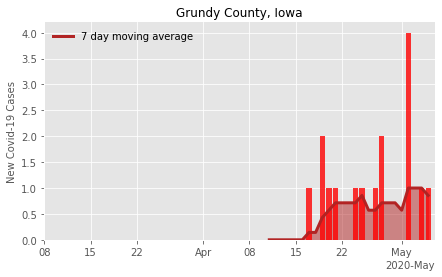 Grundy County, Iowa
7 day moving average
New Covid-19 Cases
4.0
3.5
3.0
2.5
2.0
1.5
1.0
0.5
0.0
08 15 22 Apr 08 15 22 May
2020-May